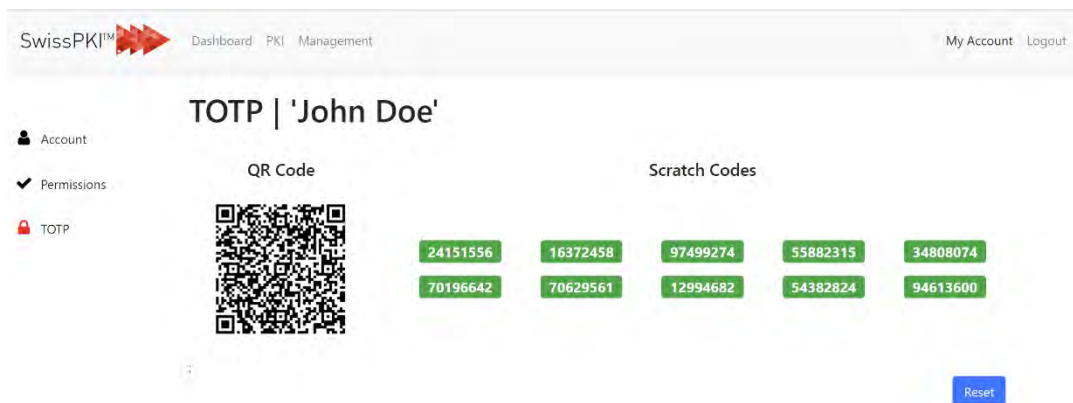 SwissPKI™
Dashboard PKI Management
My Account Logout
TOTP | 'John Doe'
Account
Permissions
TOTP
QR Code
Scratch Codes
24151556 16372458 97499274 55882315 34808074
70196642 70629561 12994682 54382824 94613600
;
Reset